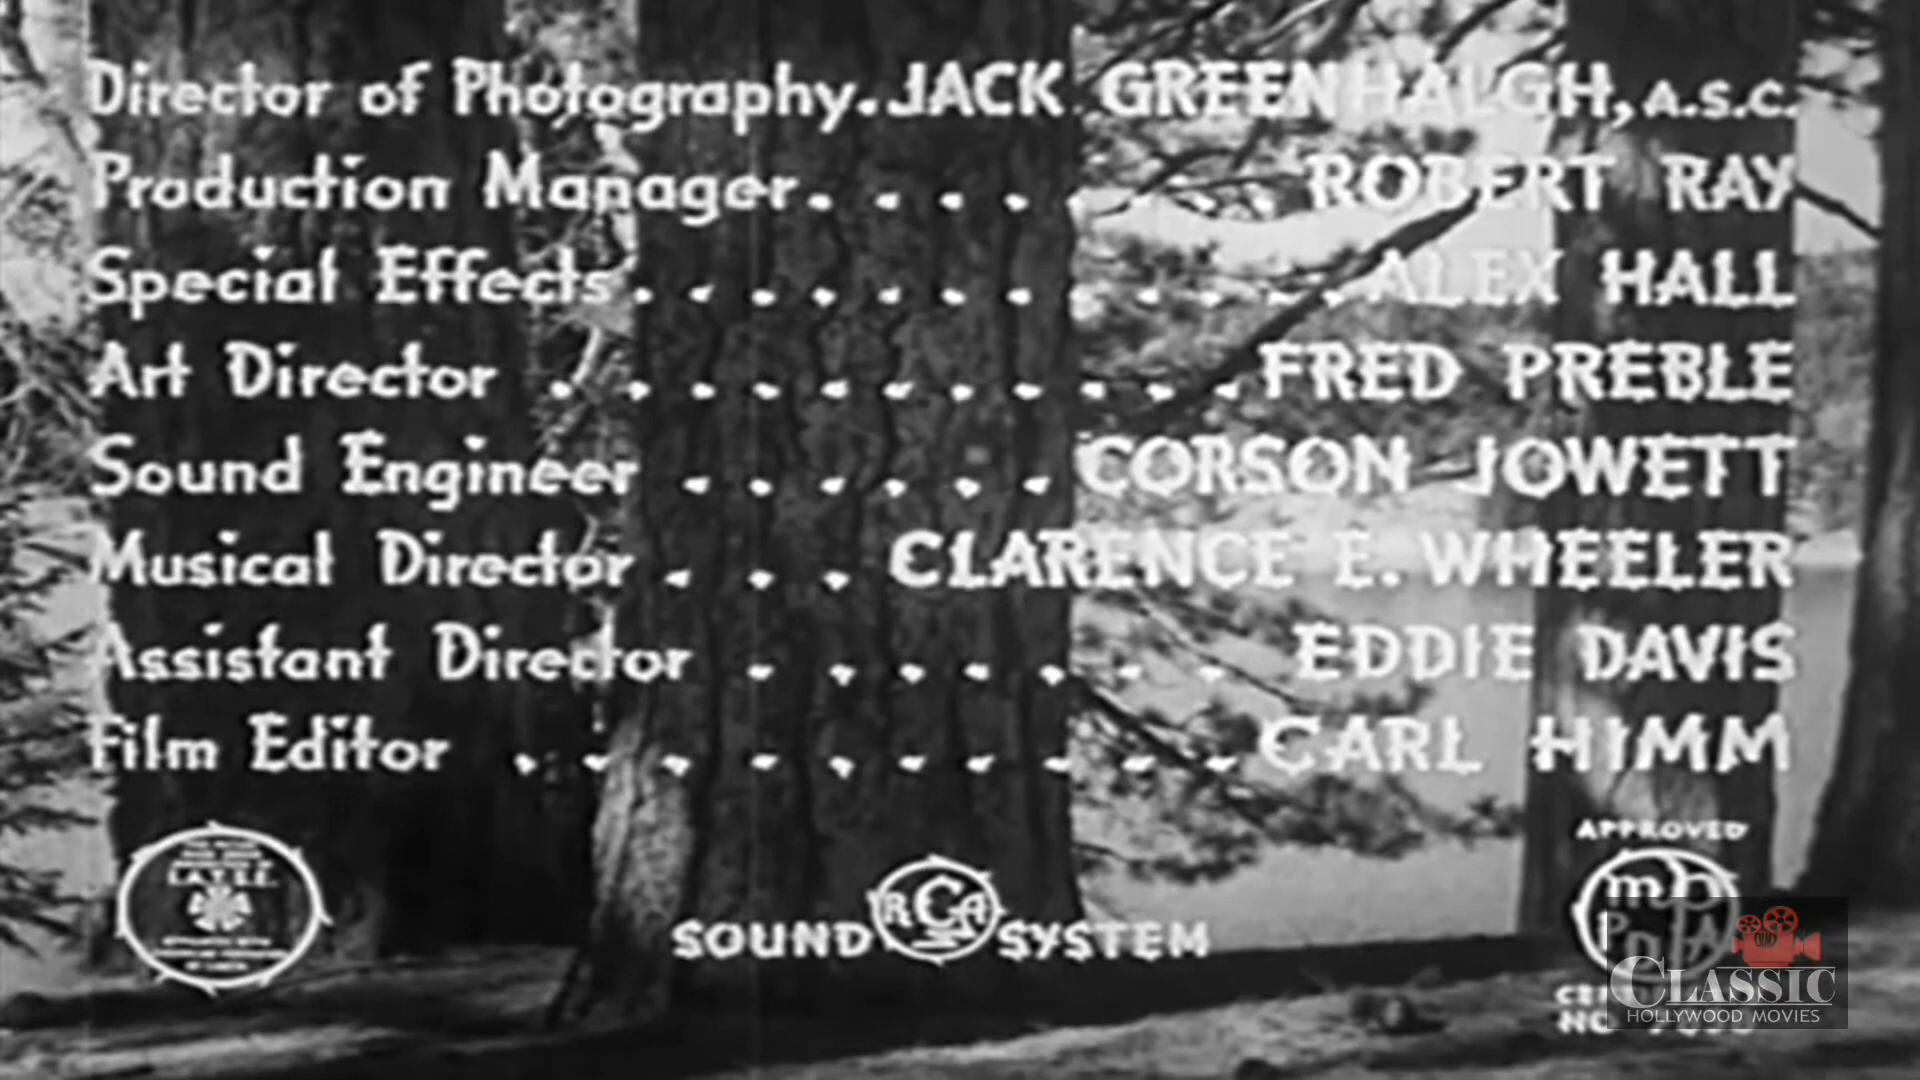 Director of Photography. JACK GREENHALGH, A.S.C.
Production Manager. . . . . . . . ROBERT RAY
Special Effects. . . . . . . . . . . . ALEX HALL
Art Director . . . . . . . . . . . FRED PREBLE
Sound Engineer . . . . . . CORSON JOWETT
Musical Director . . . CLARENCE E. WHEELER
Assistant Director . . . . . . . EDDIE DAVIS
Film Editor . . . . . . . . . . CARL HIMM
I.A.T.S.E.
SOUND RCA SYSTEM
APPROVED
CLASSIC
HOLLYWOOD MOVIES